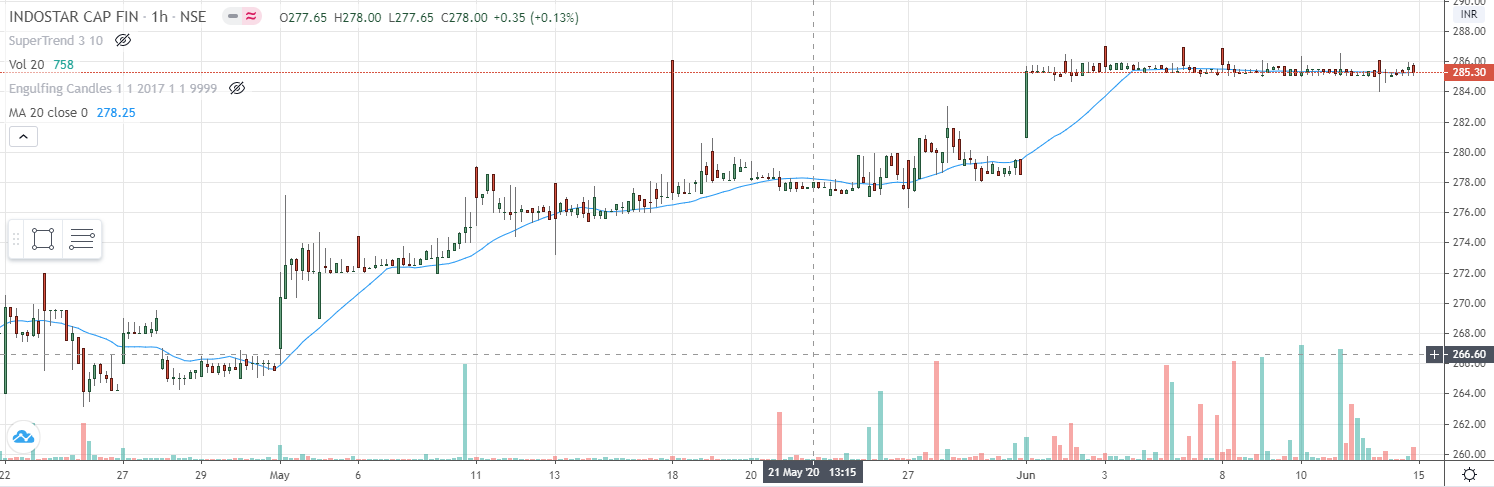 INDOSTAR CAP FIN · 1h · NSE O277.65 H278.00 L277.65 C278.00 +0.35 (+0.13%)
SuperTrend 3 10
Vol 20 758
Engulfing Candles 1 1 2017 1 1 9999
MA 20 close 0 278.25
290.00
INR
288.00
286.00
285.30
284.00
282.00
280.00
278.00
276.00
274.00
272.00
270.00
268.00
266.60
266.00
264.00
262.00
260.00
22 27 29 May 6 11 13 18 20 21 May '20 13:15 27 Jun 3 8 10 15